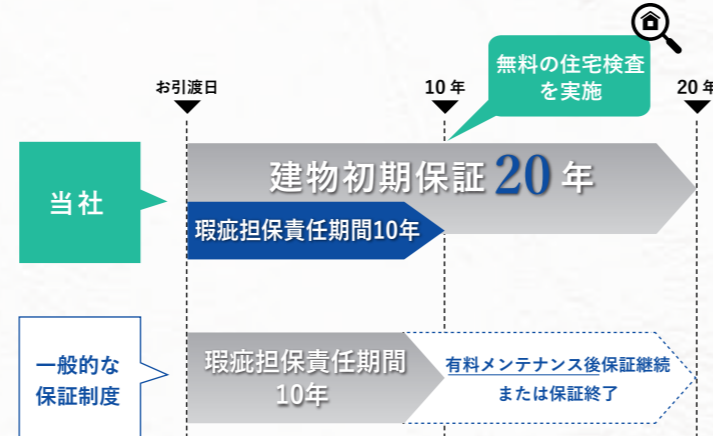 無料の住宅検査
を実施
お引渡日
10年
20年
当社
建物初期保証20年
瑕疵担保責任期間10年
一般的な
保証制度
瑕疵担保責任期間
10年
有料メンテナンス後保証継続
または保証終了